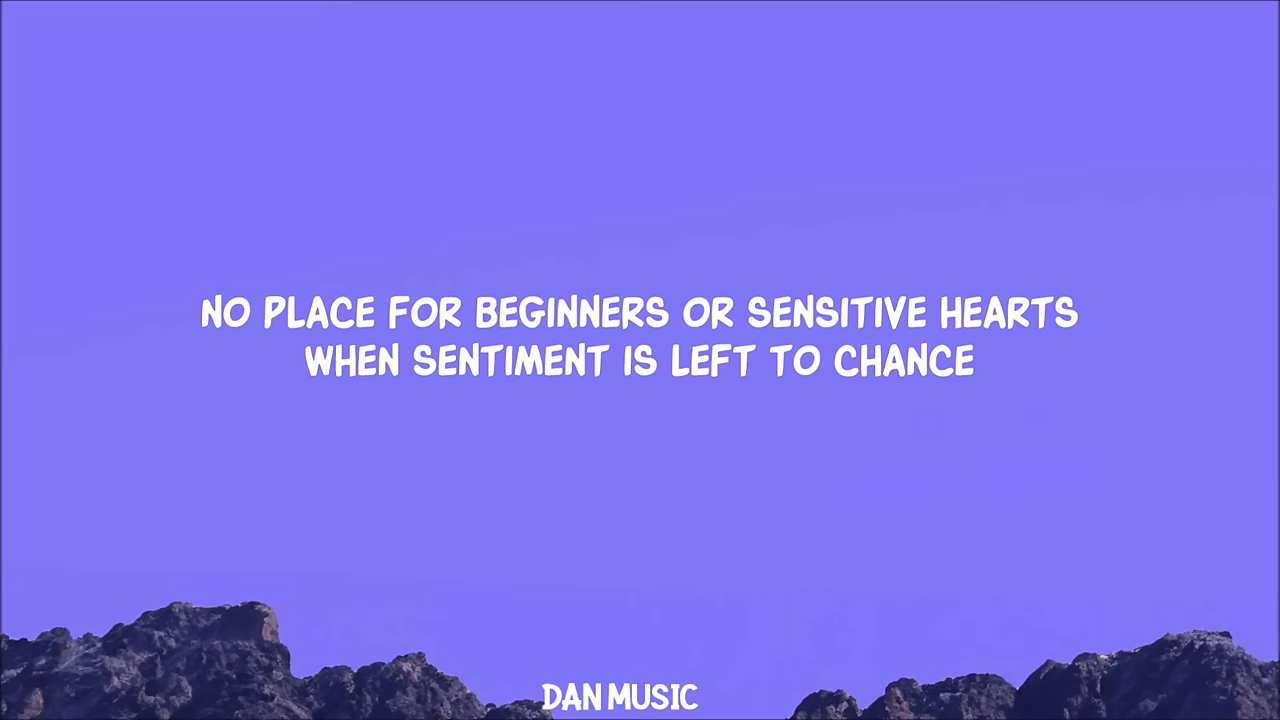 NO PLACE FOR BEGINNERS OR SENSITIVE HEARTS
WHEN SENTIMENT IS LEFT TO CHANCE
DAN MUSIC